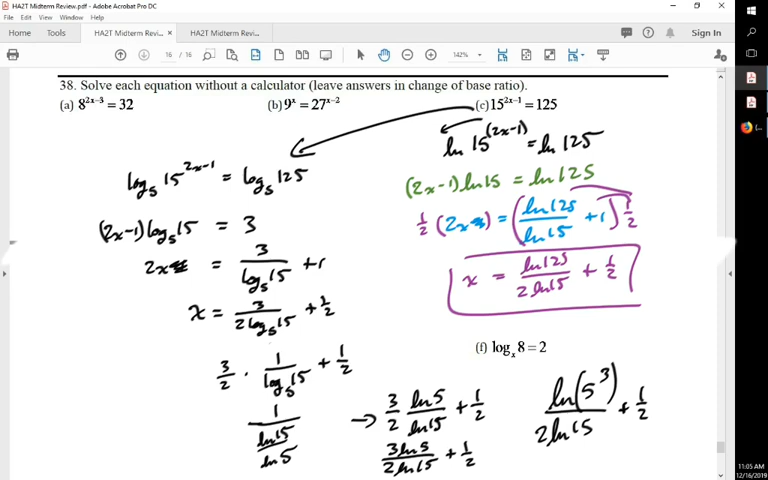 HA2T Midterm Review.pdf - Adobe Acrobat Pro DC
File Edit View Window Help
Home Tools HA2T Midterm Revi... × HA2T Midterm Revi... × Sign In
16 / 16 142%
38. Solve each equation without a calculator (leave answers in change of base ratio).
(a) 8^(2x−3) = 32 (b) 9^x = 27^(x−2) (c) 15^(2x−1) = 125
ln 15^(2x-1) = ln 125
log₅ 15^(2x-1) = log₅ 125
(2x-1) ln 15 = ln 125
(2x-1) log₅ 15 = 3
1/2 (2x) = (ln 125 / ln 15 + 1) 1/2
2x = 3 / log₅ 15 + 1
x = ln 125 / 2 ln 15 + 1/2
x = 3 / 2 log₅ 15 + 1/2
(f) log_x 8 = 2
3/2 · 1 / log₅ 15 + 1/2
1 / (ln 15 / ln 5)
→ 3/2 ln 5 / ln 15 + 1/2
3 ln 5 / 2 ln 15 + 1/2
ln(5³) / 2 ln 15 + 1/2
11:05 AM
12/16/2019